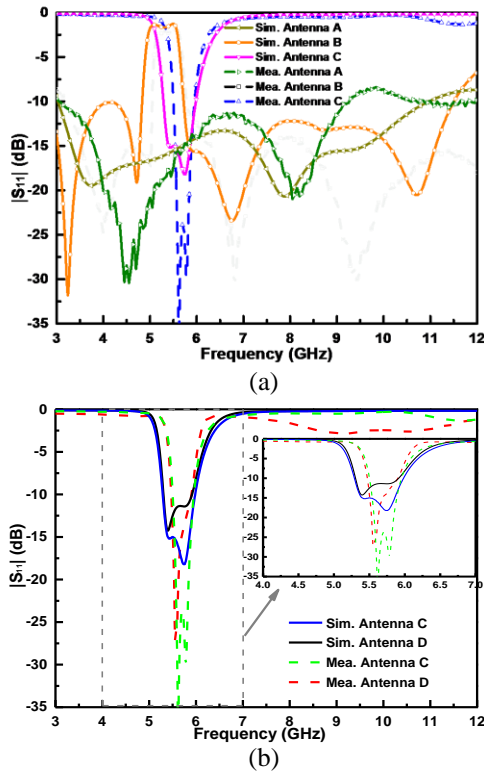 0
-5
-10
-15
-20
-25
-30
-35
|S₁₁| (dB)
Sim. Antenna A
Sim. Antenna B
Sim. Antenna C
Mea. Antenna A
Mea. Antenna B
Mea. Antenna C
3 4 5 6 7 8 9 10 11 12
Frequency (GHz)
(a)
0
-5
-10
-15
-20
-25
-30
-35
|S₁₁| (dB)
0
-5
-10
-15
-20
-25
-30
-35
4.0 4.5 5.0 5.5 6.0 6.5 7.0
Sim. Antenna C
Sim. Antenna D
Mea. Antenna C
Mea. Antenna D
3 4 5 6 7 8 9 10 11 12
Frequency (GHz)
(b)